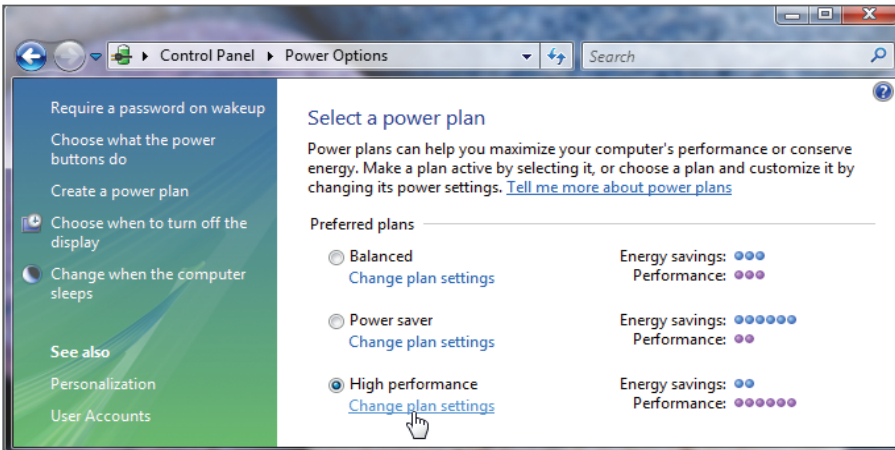 Control Panel
Power Options
Search
Require a password on wakeup
Choose what the power
buttons do
Create a power plan
Choose when to turn off the
display
Change when the computer
sleeps
See also
Personalization
User Accounts
Select a power plan
Power plans can help you maximize your computer's performance or conserve
energy. Make a plan active by selecting it, or choose a plan and customize it by
changing its power settings. Tell me more about power plans
Preferred plans
Balanced
Energy savings:
Change plan settings
Performance:
Power saver
Energy savings:
Change plan settings
Performance:
High performance
Energy savings:
Change plan settings
Performance: